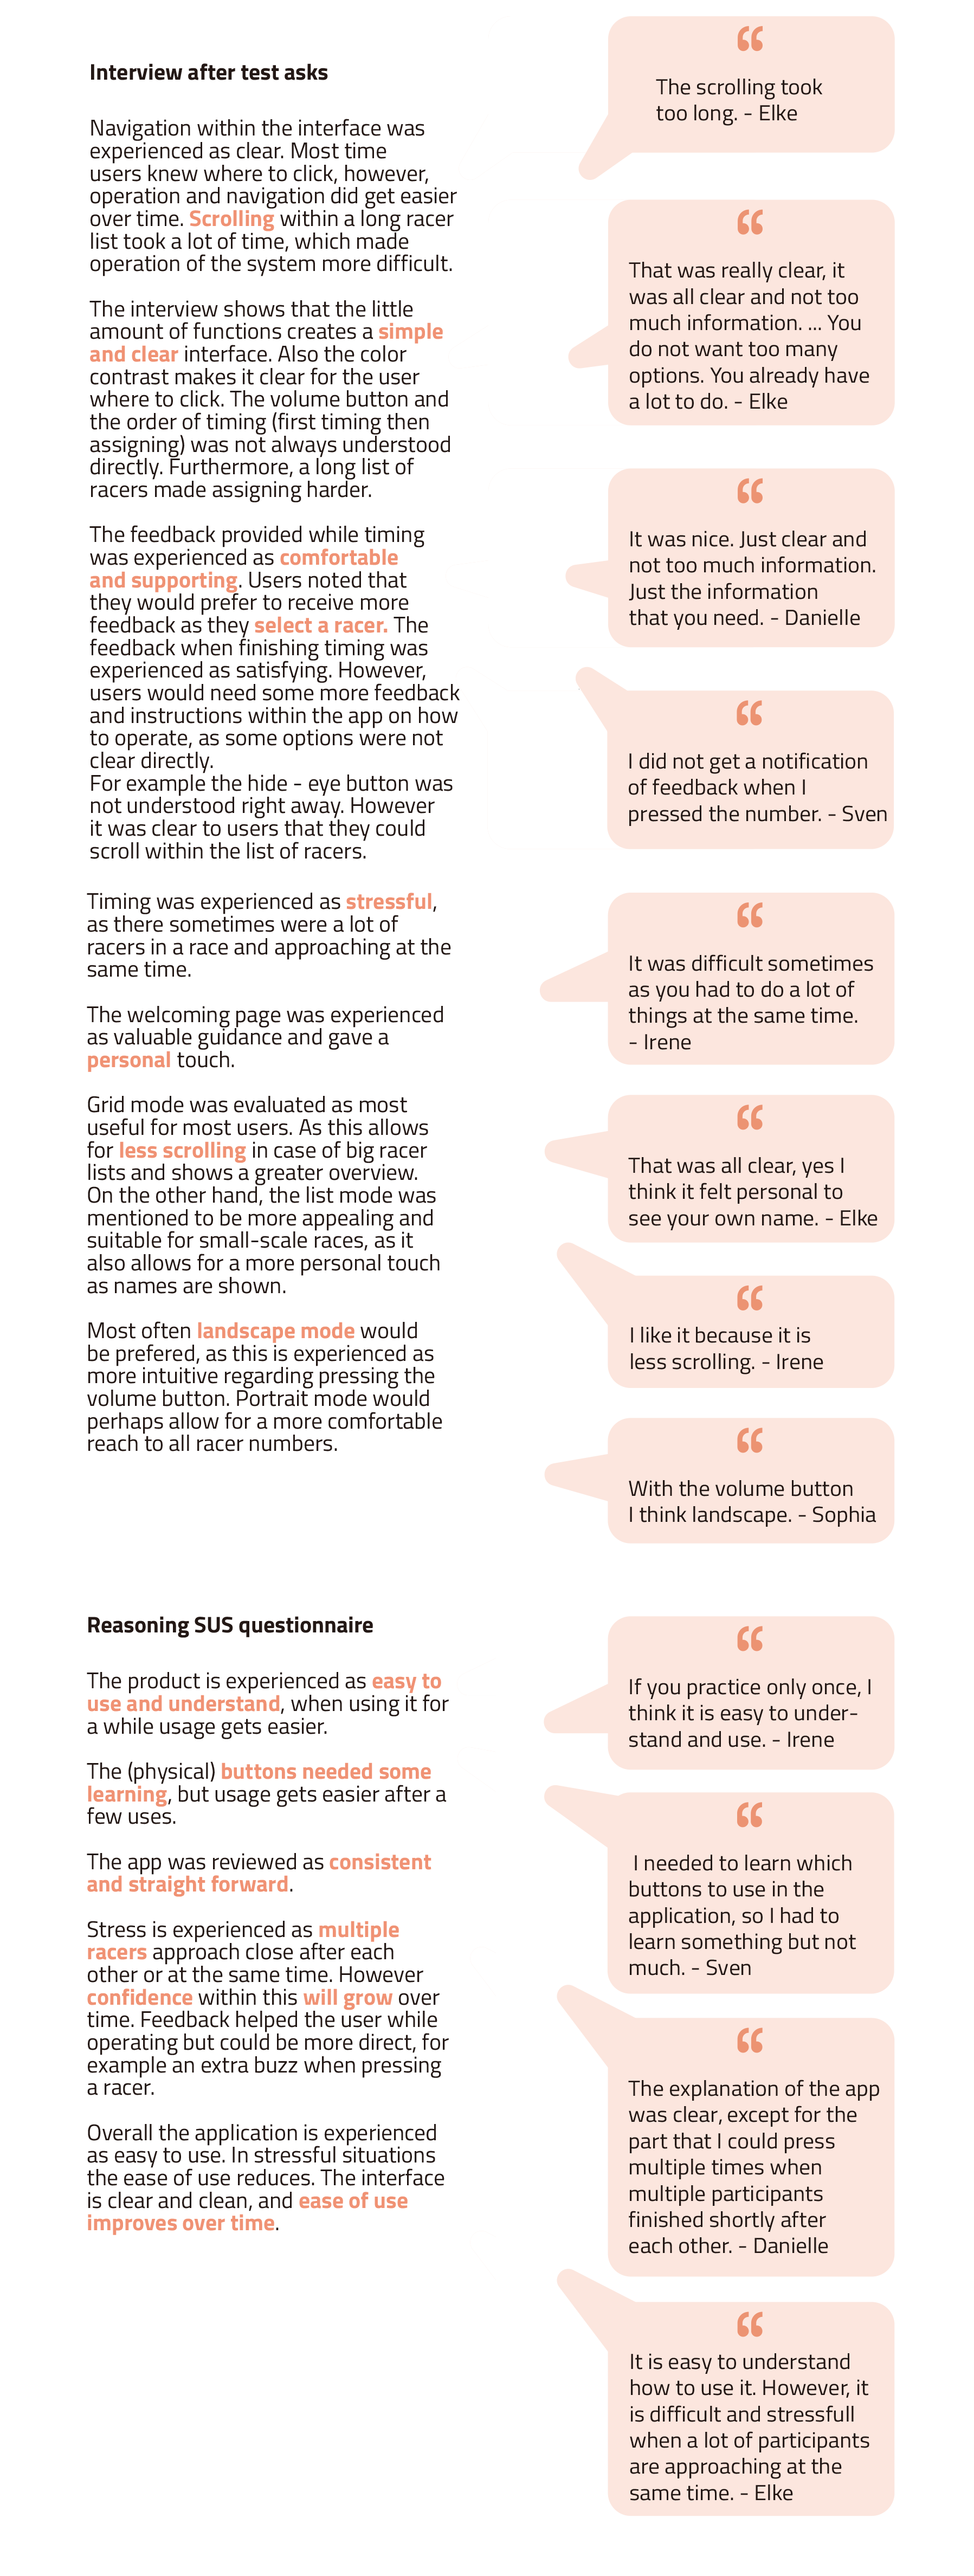 Interview after test asks
Navigation within the interface was
experienced as clear. Most time
users knew where to click, however,
operation and navigation did get easier
over time. Scrolling within a long racer
list took a lot of time, which made
operation of the system more difficult.
The interview shows that the little
amount of functions creates a simple
and clear interface. Also the color
contrast makes it clear for the user
where to click. The volume button and
the order of timing (first timing then
assigning) was not always understood
directly. Furthermore, a long list of
racers made assigning harder.
The feedback provided while timing
was experienced as comfortable
and supporting. Users noted that
they would prefer to receive more
feedback as they select a racer. The
feedback when finishing timing was
experienced as satisfying. However,
users would need some more feedback
and instructions within the app on how
to operate, as some options were not
clear directly.
For example the hide - eye button was
not understood right away. However
it was clear to users that they could
scroll within the list of racers.
Timing was experienced as stressful,
as there sometimes were a lot of
racers in a race and approaching at the
same time.
The welcoming page was experienced
as valuable guidance and gave a
personal touch.
Grid mode was evaluated as most
useful for most users. As this allows
for less scrolling in case of big racer
lists and shows a greater overview.
On the other hand, the list mode was
mentioned to be more appealing and
suitable for small-scale races, as it
also allows for a more personal touch
as names are shown.
Most often landscape mode would
be prefered, as this is experienced as
more intuitive regarding pressing the
volume button. Portrait mode would
perhaps allow for a more comfortable
reach to all racer numbers.
“
The scrolling took
too long. - Elke
“
That was really clear, it
was all clear and not too
much information. ... You
do not want too many
options. You already have
a lot to do. - Elke
“
It was nice. Just clear and
not too much information.
Just the information
that you need. - Danielle
“
I did not get a notification
of feedback when I
pressed the number. - Sven
“
It was difficult sometimes
as you had to do a lot of
things at the same time.
- Irene
“
That was all clear, yes I
think it felt personal to
see your own name. - Elke
“
I like it because it is
less scrolling. - Irene
“
With the volume button
I think landscape. - Sophia
Reasoning SUS questionnaire
The product is experienced as easy to
use and understand, when using it for
a while usage gets easier.
The (physical) buttons needed some
learning, but usage gets easier after a
few uses.
The app was reviewed as consistent
and straight forward.
Stress is experienced as multiple
racers approach close after each
other or at the same time. However
confidence within this will grow over
time. Feedback helped the user while
operating but could be more direct, for
example an extra buzz when pressing
a racer.
Overall the application is experienced
as easy to use. In stressful situations
the ease of use reduces. The interface
is clear and clean, and ease of use
improves over time.
“
If you practice only once, I
think it is easy to under-
stand and use. - Irene
“
I needed to learn which
buttons to use in the
application, so I had to
learn something but not
much. - Sven
“
The explanation of the app
was clear, except for the
part that I could press
multiple times when
multiple participants
finished shortly after
each other. - Danielle
“
It is easy to understand
how to use it. However, it
is difficult and stressfull
when a lot of participants
are approaching at the
same time. - Elke